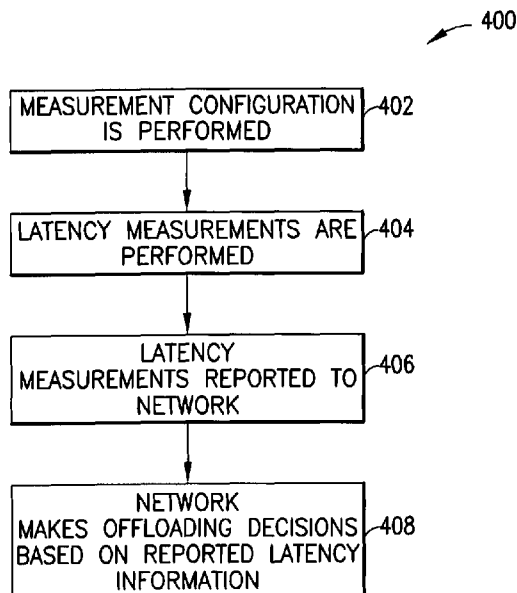 400
MEASUREMENT CONFIGURATION
IS PERFORMED
402
LATENCY MEASUREMENTS ARE
PERFORMED
404
LATENCY
MEASUREMENTS REPORTED TO
NETWORK
406
NETWORK
MAKES OFFLOADING DECISIONS
BASED ON REPORTED LATENCY
INFORMATION
408